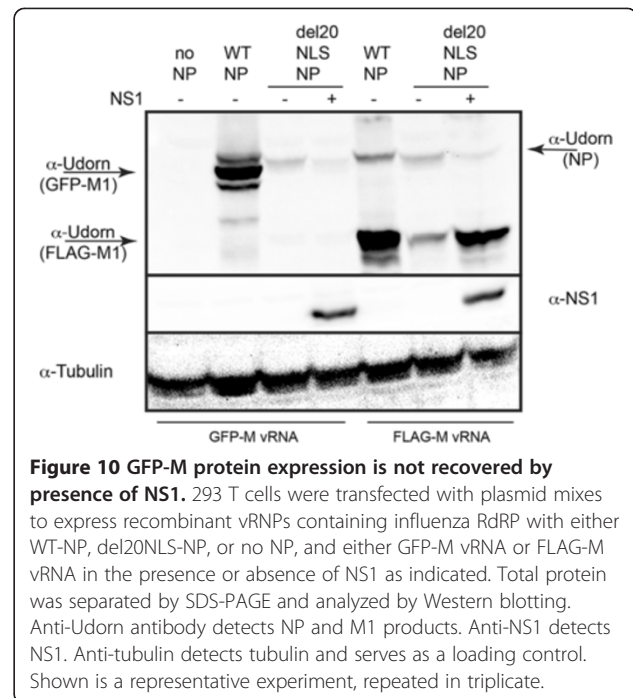 del20 del20
no WT NLS WT NLS
NP NP NP NP NP
NS1 - - - + - - +
α-Udorn
(GFP-M1)
α-Udorn
(NP)
α-Udorn
(FLAG-M1)
α-NS1
α-Tubulin
GFP-M vRNA FLAG-M vRNA
Figure 10 GFP-M protein expression is not recovered by
presence of NS1. 293 T cells were transfected with plasmid mixes
to express recombinant vRNPs containing influenza RdRP with either
WT-NP, del20NLS-NP, or no NP, and either GFP-M vRNA or FLAG-M
vRNA in the presence or absence of NS1 as indicated. Total protein
was separated by SDS-PAGE and analyzed by Western blotting.
Anti-Udorn antibody detects NP and M1 products. Anti-NS1 detects
NS1. Anti-tubulin detects tubulin and serves as a loading control.
Shown is a representative experiment, repeated in triplicate.